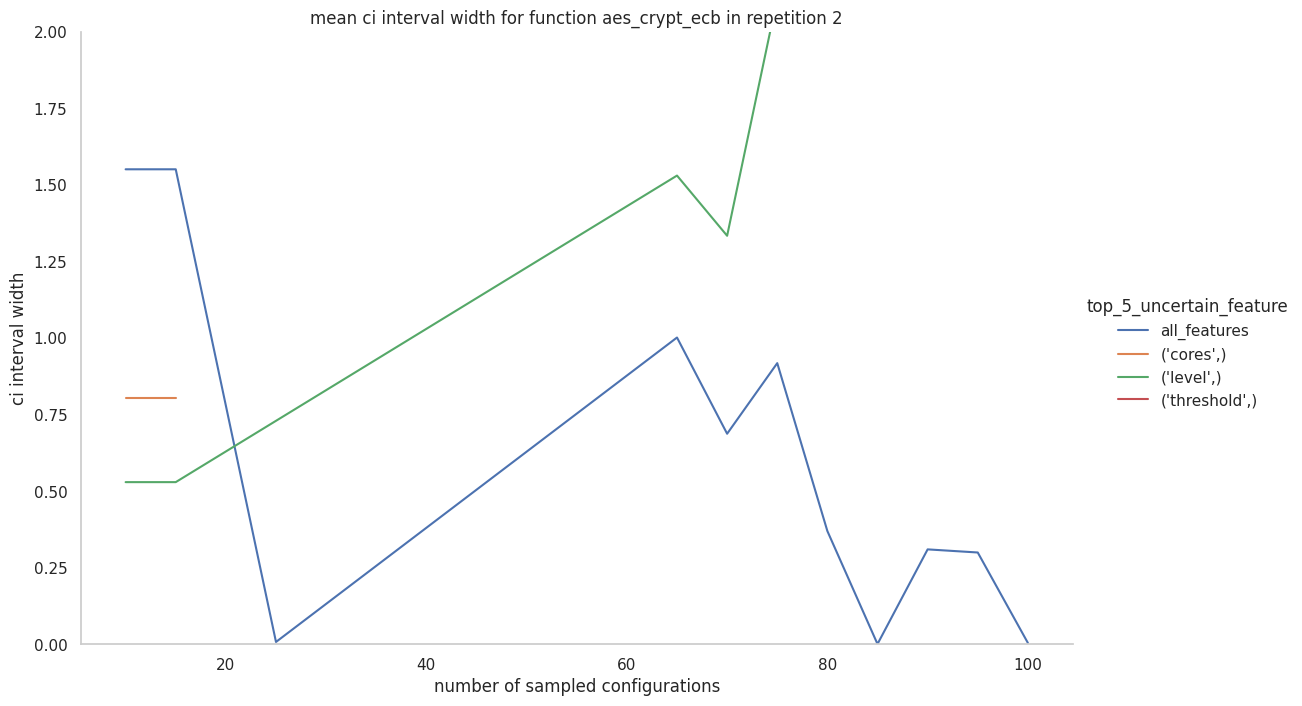 mean ci interval width for function aes_crypt_ecb in repetition 2
2.00
1.75
1.50
1.25
1.00
0.75
0.50
0.25
0.00
ci interval width
20
40
60
80
100
number of sampled configurations
top_5_uncertain_feature
all_features
('cores',)
('level',)
('threshold',)